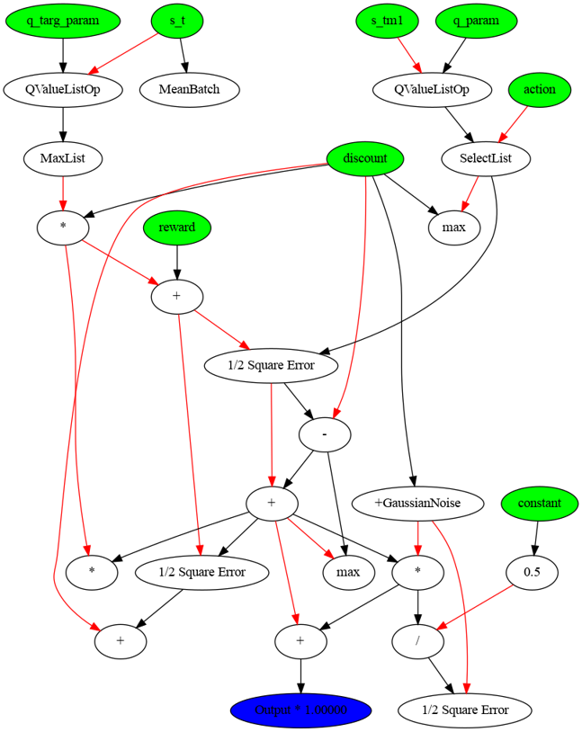 q_targ_param
s_t
s_tm1
q_param
QValueListOp
MeanBatch
QValueListOp
action
MaxList
discount
SelectList
*
reward
max
+
1/2 Square Error
-
+
+GaussianNoise
constant
*
1/2 Square Error
max
*
0.5
+
+
/
Output * 1.00000
1/2 Square Error